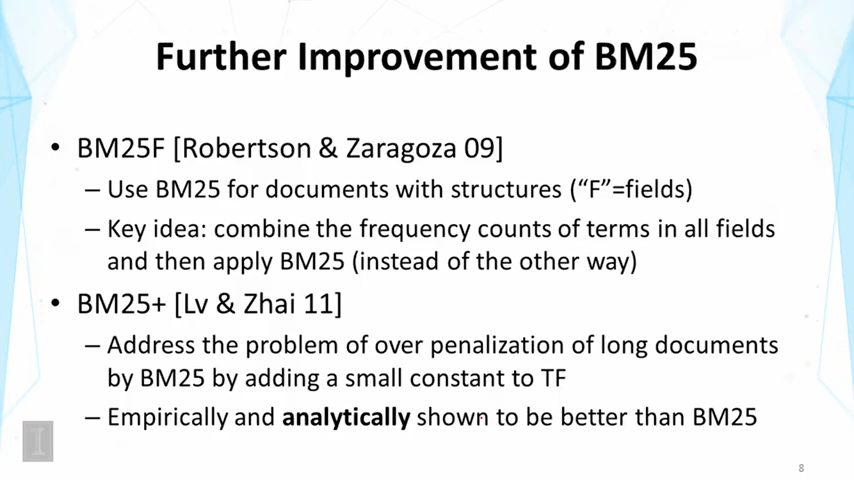 Further Improvement of BM25
• BM25F [Robertson & Zaragoza 09]
– Use BM25 for documents with structures (“F”=fields)
– Key idea: combine the frequency counts of terms in all fields
and then apply BM25 (instead of the other way)
• BM25+ [Lv & Zhai 11]
– Address the problem of over penalization of long documents
by BM25 by adding a small constant to TF
– Empirically and analytically shown to be better than BM25
I
8